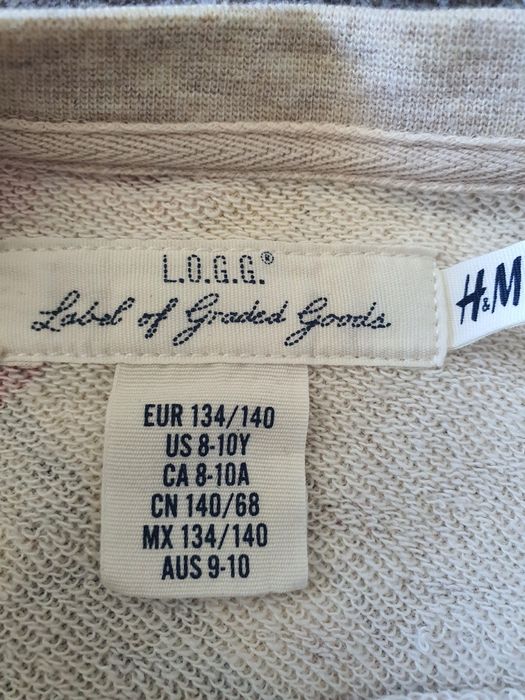 L.O.G.G.®
Label of Graded Goods
H&M
EUR 134/140
US 8-10Y
CA 8-10A
CN 140/68
MX 134/140
AUS 9-10